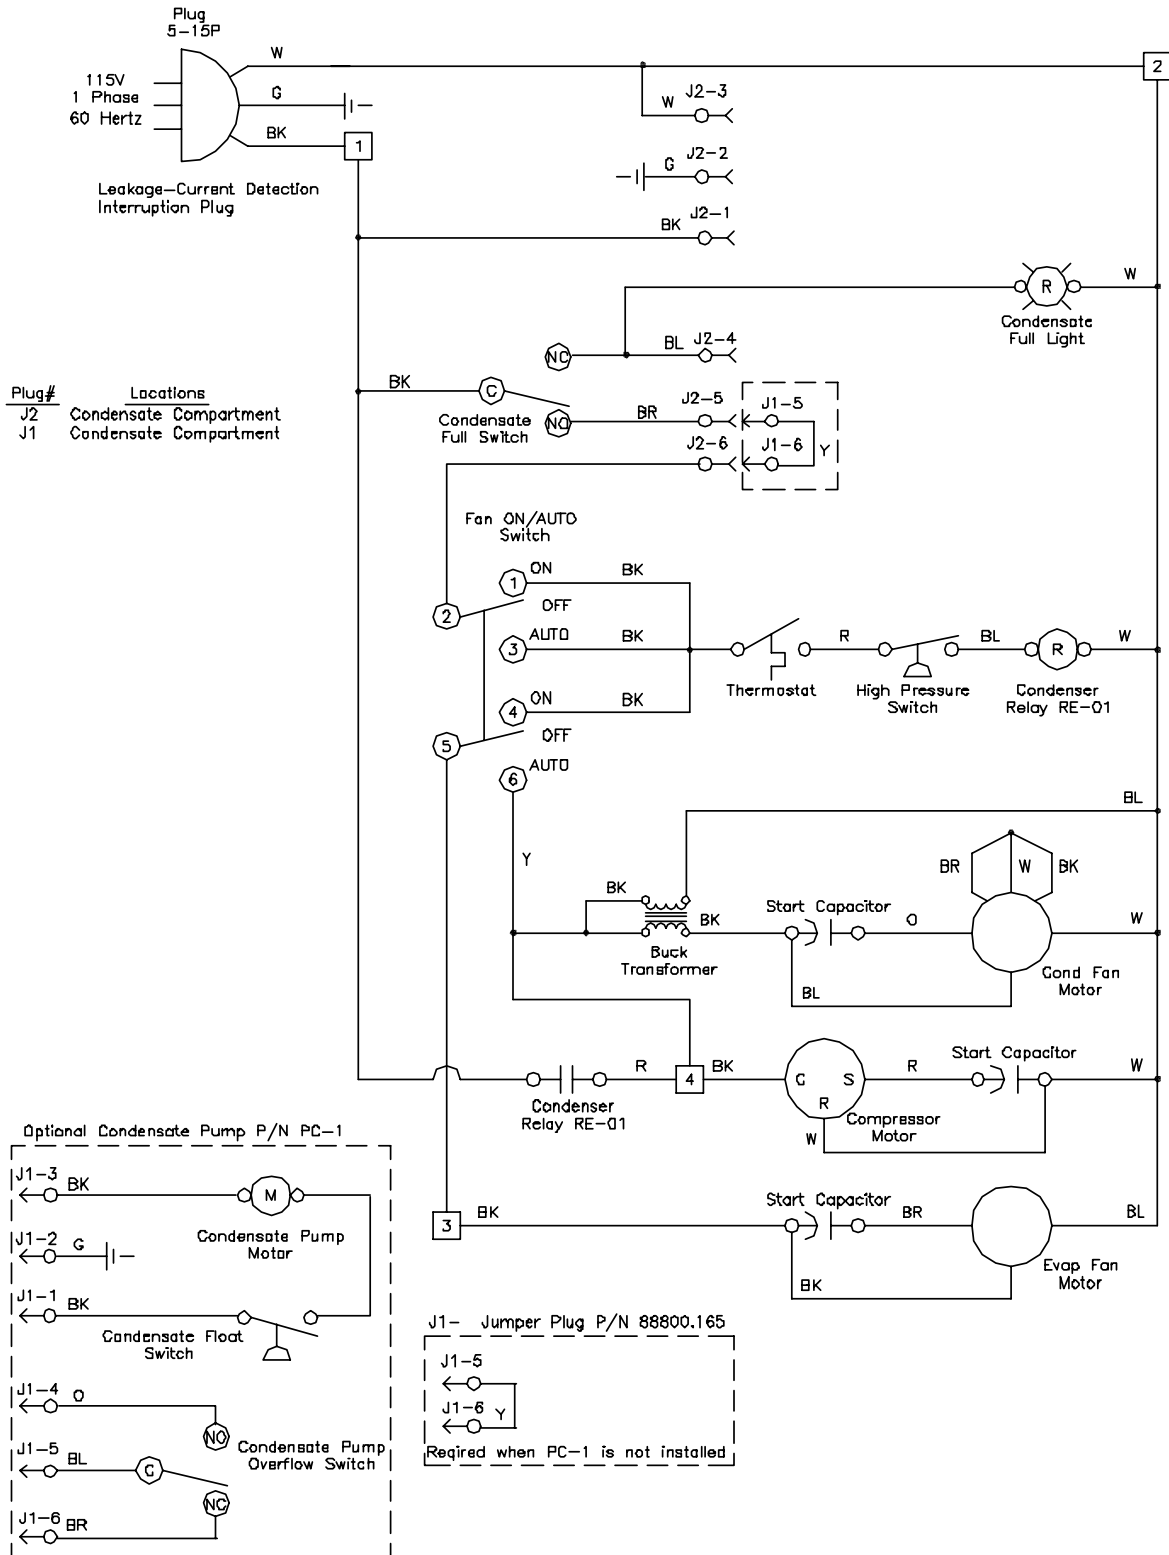 Plug
5-15P
W
2
115V
1 Phase
60 Hertz
G
BK
1
W J2-3
G J2-2
BK J2-1
Leakage-Current Detection
Interruption Plug
R
W
Condensate
Full Light
NC
BL J2-4
Plug# Locations
J2 Condensate Compartment
J1 Condensate Compartment
BK
C
Condensate
Full Switch
NO
BR
J2-5
J1-5
J2-6
J1-6
Y
Fan ON/AUTO
Switch
1
ON
BK
2
OFF
3
AUTO
BK
Thermostat
R
High Pressure
Switch
BL
R
W
Condenser
Relay RE-01
4
ON
BK
5
OFF
6
AUTO
Y
BL
BK
BK
Buck
Transformer
Start Capacitor
O
BL
BR
W
BK
W
Cond Fan
Motor
R
4
BK
Condenser
Relay RE-01
C
S
R
W
Compressor
Motor
R
Start Capacitor
W
3
BK
Start Capacitor
BR
BK
BL
Evap Fan
Motor
Optional Condensate Pump P/N PC-1
J1-3
BK
M
Condensate Pump
Motor
J1-2
G
J1-1
BK
Condensate Float
Switch
J1-4
O
NO
Condensate Pump
Overflow Switch
J1-5
BL
C
NC
J1-6
BR
J1- Jumper Plug P/N 88800.165
J1-5
J1-6
Y
Reqired when PC-1 is not installed